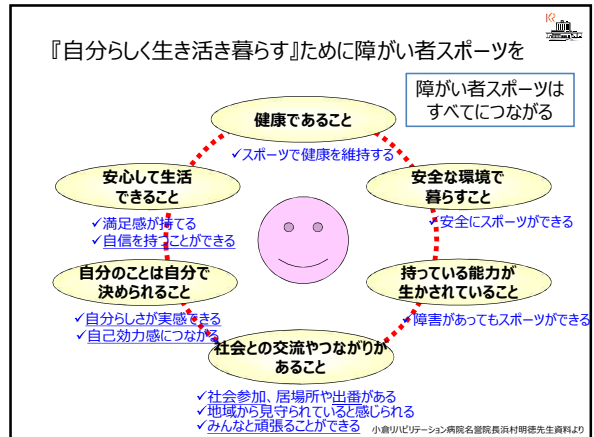 KR
『自分らしく生き活き暮らす』ために障がい者スポーツを
障がい者スポーツは
すべてにつながる
健康であること
✓スポーツで健康を維持する
安心して生活
できること
✓満足感が持てる
✓自信を持つことができる
安全な環境で
暮らすこと
✓安全にスポーツができる
自分のことは自分で
決められること
✓自分らしさが実感できる
✓自己効力感につながる
持っている能力が
生かされていること
✓障害があってもスポーツができる
社会との交流やつながりが
あること
✓社会参加、居場所や出番がある
✓地域から見守られていると感じられる
✓みんなと頑張ることができる
小倉リハビリテーション病院名誉院長浜村明徳先生資料より